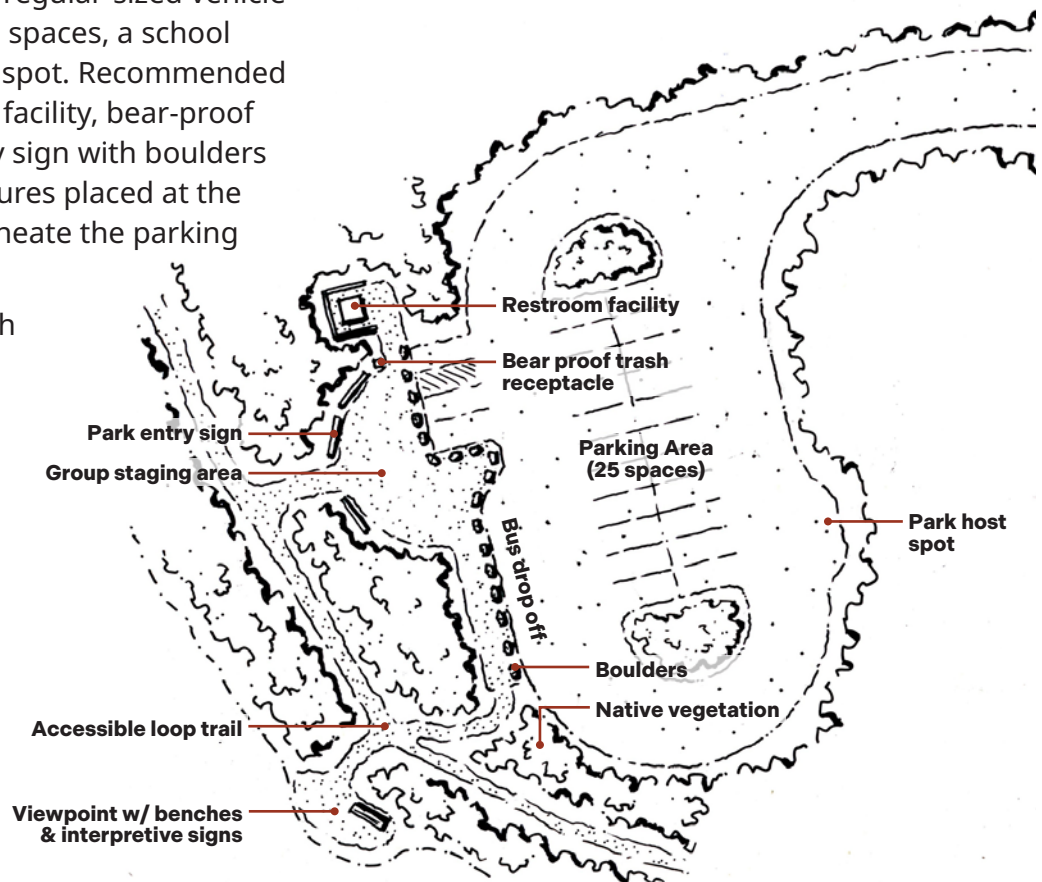 regular-sized vehicle
spaces, a school
spot. Recommended
facility, bear-proof
sign with boulders
placed at the
the parking
Restroom facility
Bear proof trash
receptacle
Park entry sign
Parking Area
(25 spaces)
Group staging area
Park host
spot
Bus drop off
Boulders
Native vegetation
Accessible loop trail
Viewpoint w/ benches
& interpretive signs